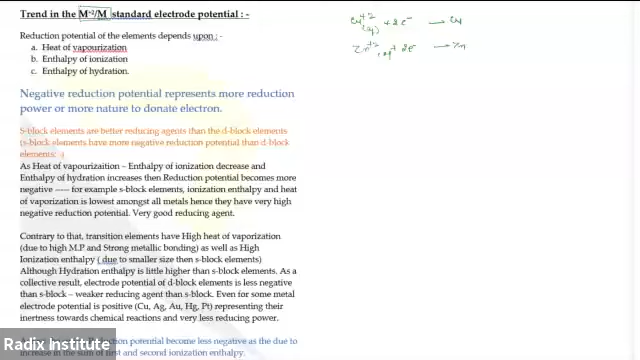 Trend in the M⁺²/M standard electrode potential : -
Reduction potential of the elements depends upon : -
a. Heat of vapourization
b. Enthalpy of ionization
c. Enthalpy of hydration.
Negative reduction potential represents more reduction
power or more nature to donate electron.
S-block elements are better reducing agents than the d-block elements
(s-block elements have more negative reduction potential than d-block
elements:
As Heat of vapourizaition – Enthalpy of ionization decrease and
Enthalpy of hydration increases then Reduction potential becomes more
negative ----- for example s-block elements, ionization enthalpy and heat
of vaporization is lowest amongst all metals hence they have very high
negative reduction potential. Very good reducing agent.
Contrary to that, transition elements have High heat of vaporization
(due to high M.P and Strong metallic bonding) as well as High
Ionization enthalpy ( due to smaller size then s-block elements)
Although Hydration enthalpy is little higher than s-block elements. As a
collective result, electrode potential of d-block elements is less negative
than s-block – weaker reducing agent than s-block. Even for some metal
electrode potential is positive (Cu, Ag, Au, Hg, Pt) representing their
inertness towards chemical reactions and very less reducing power.
potential become less negative as the due to
increase in the sum of first and second ionization enthalpy.
Cu⁺²(aq) + 2e⁻ → Cu
Zn⁺²(aq) + 2e⁻ → Zn
Radix Institute